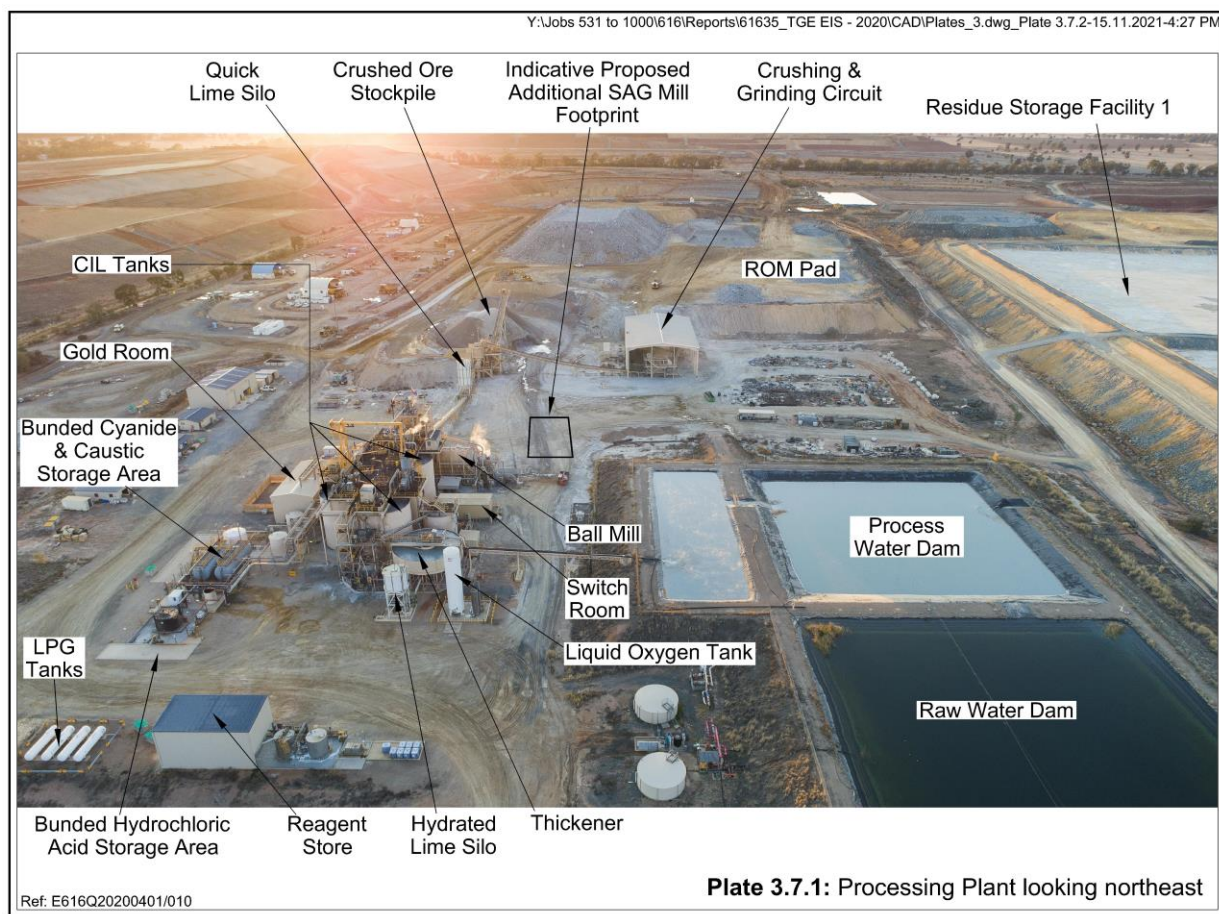 Y:\Jobs 531 to 1000\616\Reports\61635_TGE EIS - 2020\CAD\Plates_3.dwg_Plate 3.7.2-15.11.2021-4:27 PM
Quick
Lime Silo
Crushed Ore
Stockpile
Indicative Proposed
Additional SAG Mill
Footprint
Crushing &
Grinding Circuit
Residue Storage Facility 1
CIL Tanks
ROM Pad
Gold Room
Bunded Cyanide
& Caustic
Storage Area
Ball Mill
Process
Water Dam
Switch
Room
LPG
Tanks
Liquid Oxygen Tank
Raw Water Dam
Bunded Hydrochloric
Acid Storage Area
Reagent
Store
Hydrated
Lime Silo
Thickener
Plate 3.7.1: Processing Plant looking northeast
Ref: E616Q20200401/010